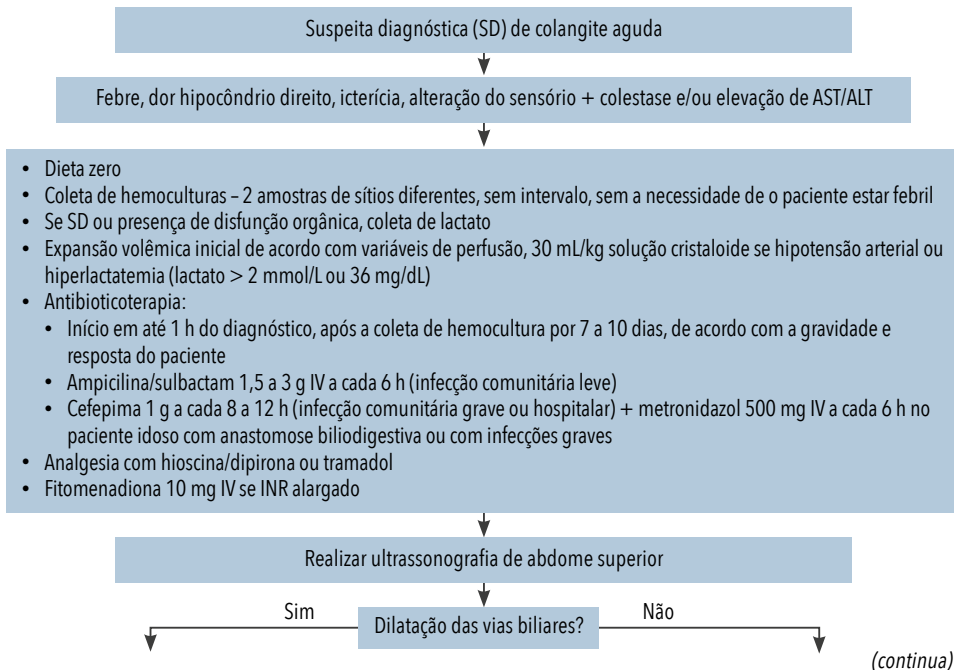 Suspeita diagnóstica (SD) de colangite aguda
Febre, dor hipocôndrio direito, icterícia, alteração do sensório + colestase e/ou elevação de AST/ALT
• Dieta zero
• Coleta de hemoculturas – 2 amostras de sítios diferentes, sem intervalo, sem a necessidade de o paciente estar febril
• Se SD ou presença de disfunção orgânica, coleta de lactato
• Expansão volêmica inicial de acordo com variáveis de perfusão, 30 mL/kg solução cristaloide se hipotensão arterial ou
hiperlactatemia (lactato > 2 mmol/L ou 36 mg/dL)
• Antibioticoterapia:
• Início em até 1 h do diagnóstico, após a coleta de hemocultura por 7 a 10 dias, de acordo com a gravidade e
resposta do paciente
• Ampicilina/sulbactam 1,5 a 3 g IV a cada 6 h (infecção comunitária leve)
• Cefepima 1 g a cada 8 a 12 h (infecção comunitária grave ou hospitalar) + metronidazol 500 mg IV a cada 6 h no
paciente idoso com anastomose biliodigestiva ou com infecções graves
• Analgesia com hioscina/dipirona ou tramadol
• Fitomenadiona 10 mg IV se INR alargado
Realizar ultrassonografia de abdome superior
Sim
Dilatação das vias biliares?
Não
(continua)